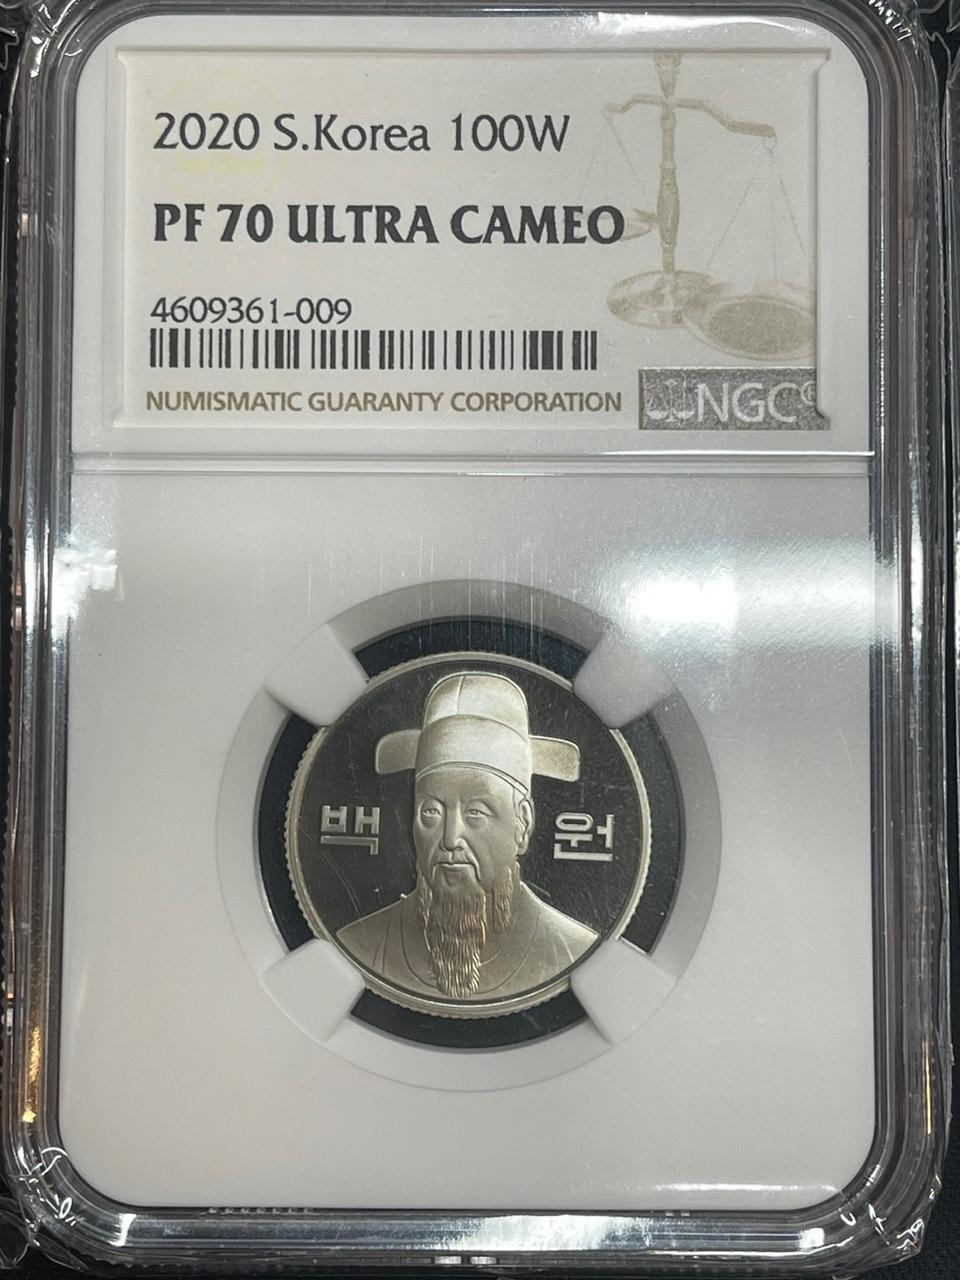 2020 S.Korea 100W
PF 70 ULTRA CAMEO
4609361-009
NUMISMATIC GUARANTY CORPORATION
NGC
백 원